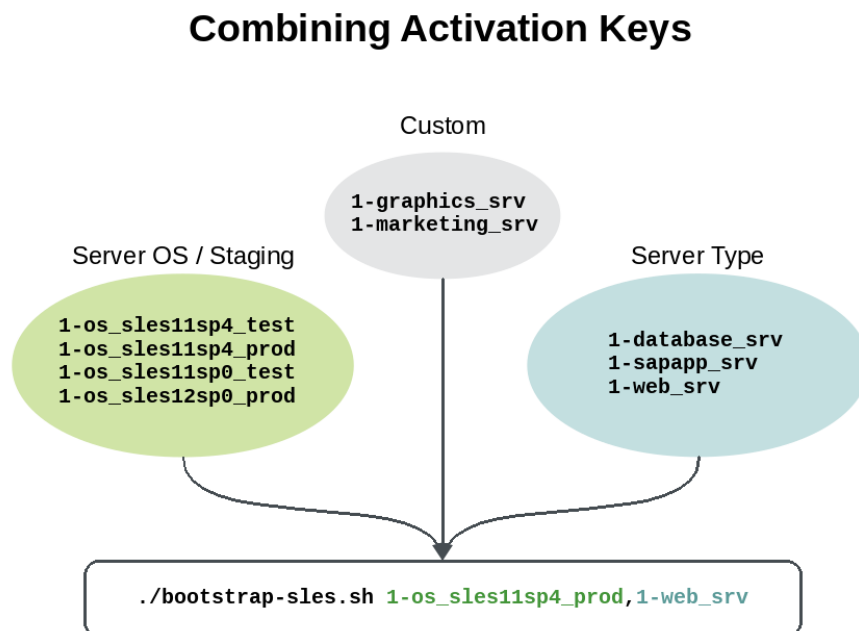 Combining Activation Keys
Custom
1-graphics_srv
1-marketing_srv
Server OS / Staging
1-os_sles11sp4_test
1-os_sles11sp4_prod
1-os_sles11sp0_test
1-os_sles12sp0_prod
Server Type
1-database_srv
1-sapapp_srv
1-web_srv
./bootstrap-sles.sh 1-os_sles11sp4_prod,1-web_srv